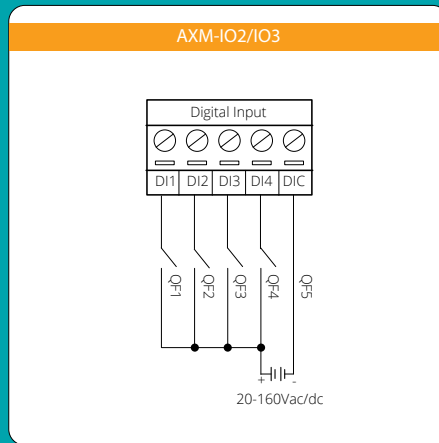 AXM-IO2/IO3
Digital Input
DI1 DI2 DI3 DI4 DIC
QF1 QF2 QF3 QF4 QF5
+ -
20-160Vac/dc